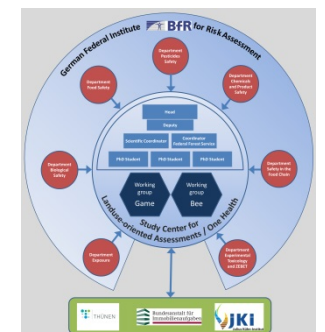 German Federal Institute BfR for Risk Assessment
Department
Pesticides
Safety
Department
Food Safety
Department
Chemicals
and Product
Safety
Head
Deputy
Scientific Coordinator
Coordinator
Federal Forest Service
PhD Student
PhD Student
PhD Student
Department
Biological
Safety
Department
Safety in the
Food Chain
Working
group
Game
Working
group
Bee
Study Center for
Landuse-oriented Assessments / One Health
Department
Exposure
Department
Experimental
Toxicology
and ZEBET
THÜNEN
Bundesanstalt für
Immobilienaufgaben
JKi